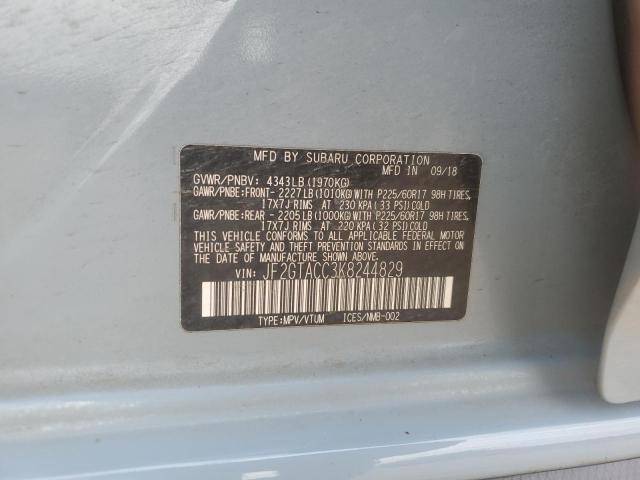 MFD BY SUBARU CORPORATION
MFD IN 09/18
GVWR/PNBV: 4343LB (1970KG)
GAWR/PNBE:FRONT- 2227LB(1010KG)WITH P225/60R17 98H TIRES,
17X7J RIMS AT 230 KPA(33 PSI)COLD
GAWR/PNBE:REAR - 2205LB(1000KG)WITH P225/60R17 98H TIRES,
17X7J RIMS AT 220 KPA(32 PSI)COLD
THIS VEHICLE CONFORMS TO ALL APPLICABLE FEDERAL MOTOR
VEHICLE SAFETY AND THEFT PREVENTION STANDARDS IN EFFECT ON
THE DATE OF MANUFACTURE SHOWN ABOVE.
VIN: JF2GTACC3K8244829
TYPE:MPV/VTUM ICES/NMB-002